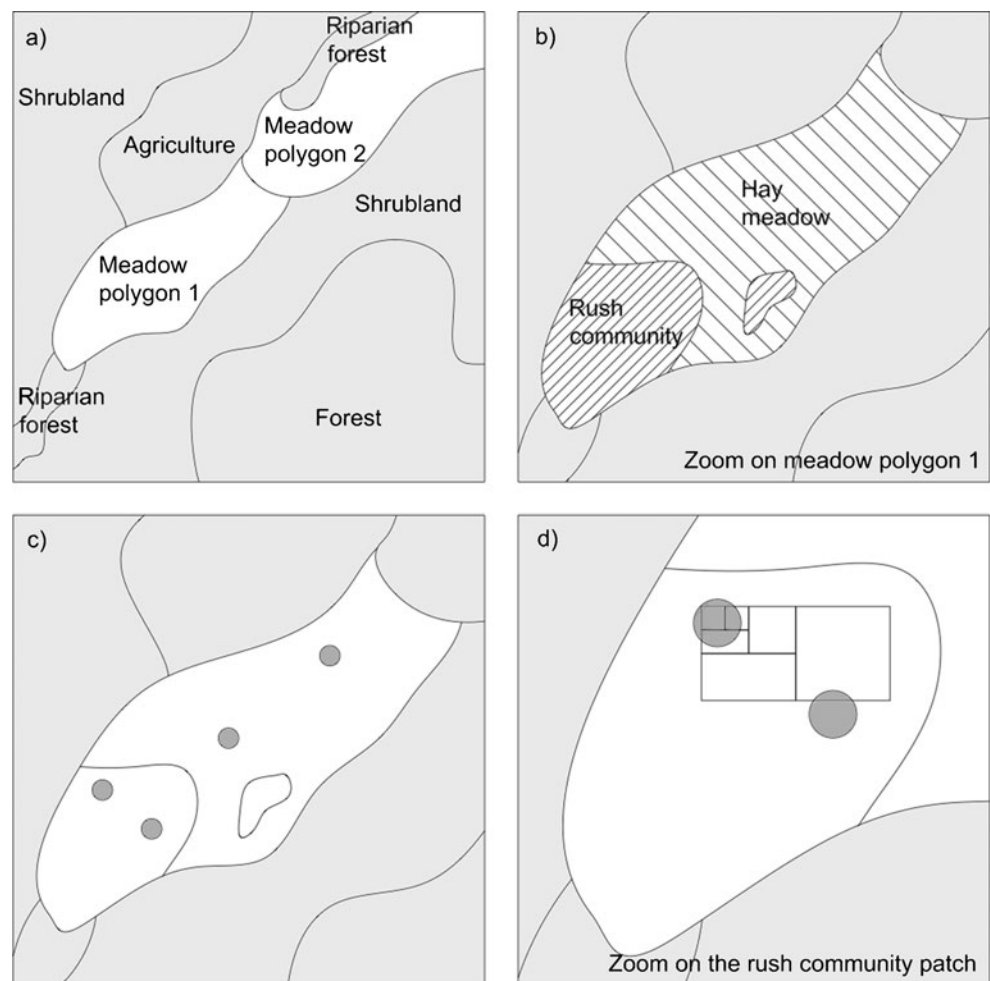 a)
Riparian
forest
Shrubland
Agriculture
Meadow
polygon 2
Shrubland
Meadow
polygon 1
Riparian
forest
Forest
b)
Hay
meadow
Rush
community
Zoom on meadow polygon 1
c)
d)
Zoom on the rush community patch